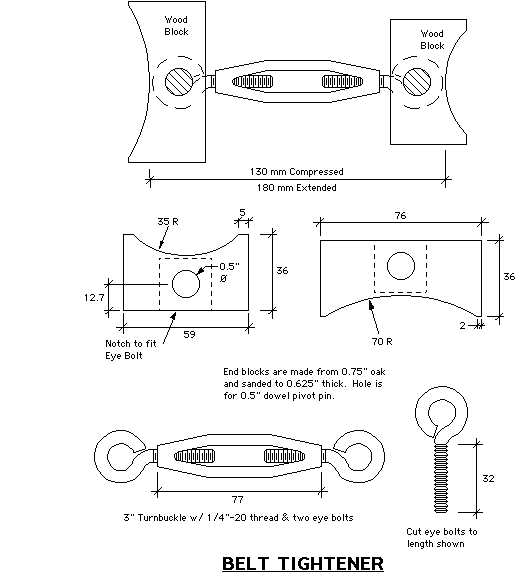 Wood
Block
Wood
Block
130 mm Compressed
180 mm Extended
35 R
5
0.5"
Ø
36
12.7
59
Notch to fit
Eye Bolt
76
36
2
70 R
End blocks are made from 0.75" oak
and sanded to 0.625" thick. Hole is
for 0.5" dowel pivot pin.
77
3" Turnbuckle w/ 1/4"-20 thread & two eye bolts
32
Cut eye bolts to
length shown
BELT TIGHTENER